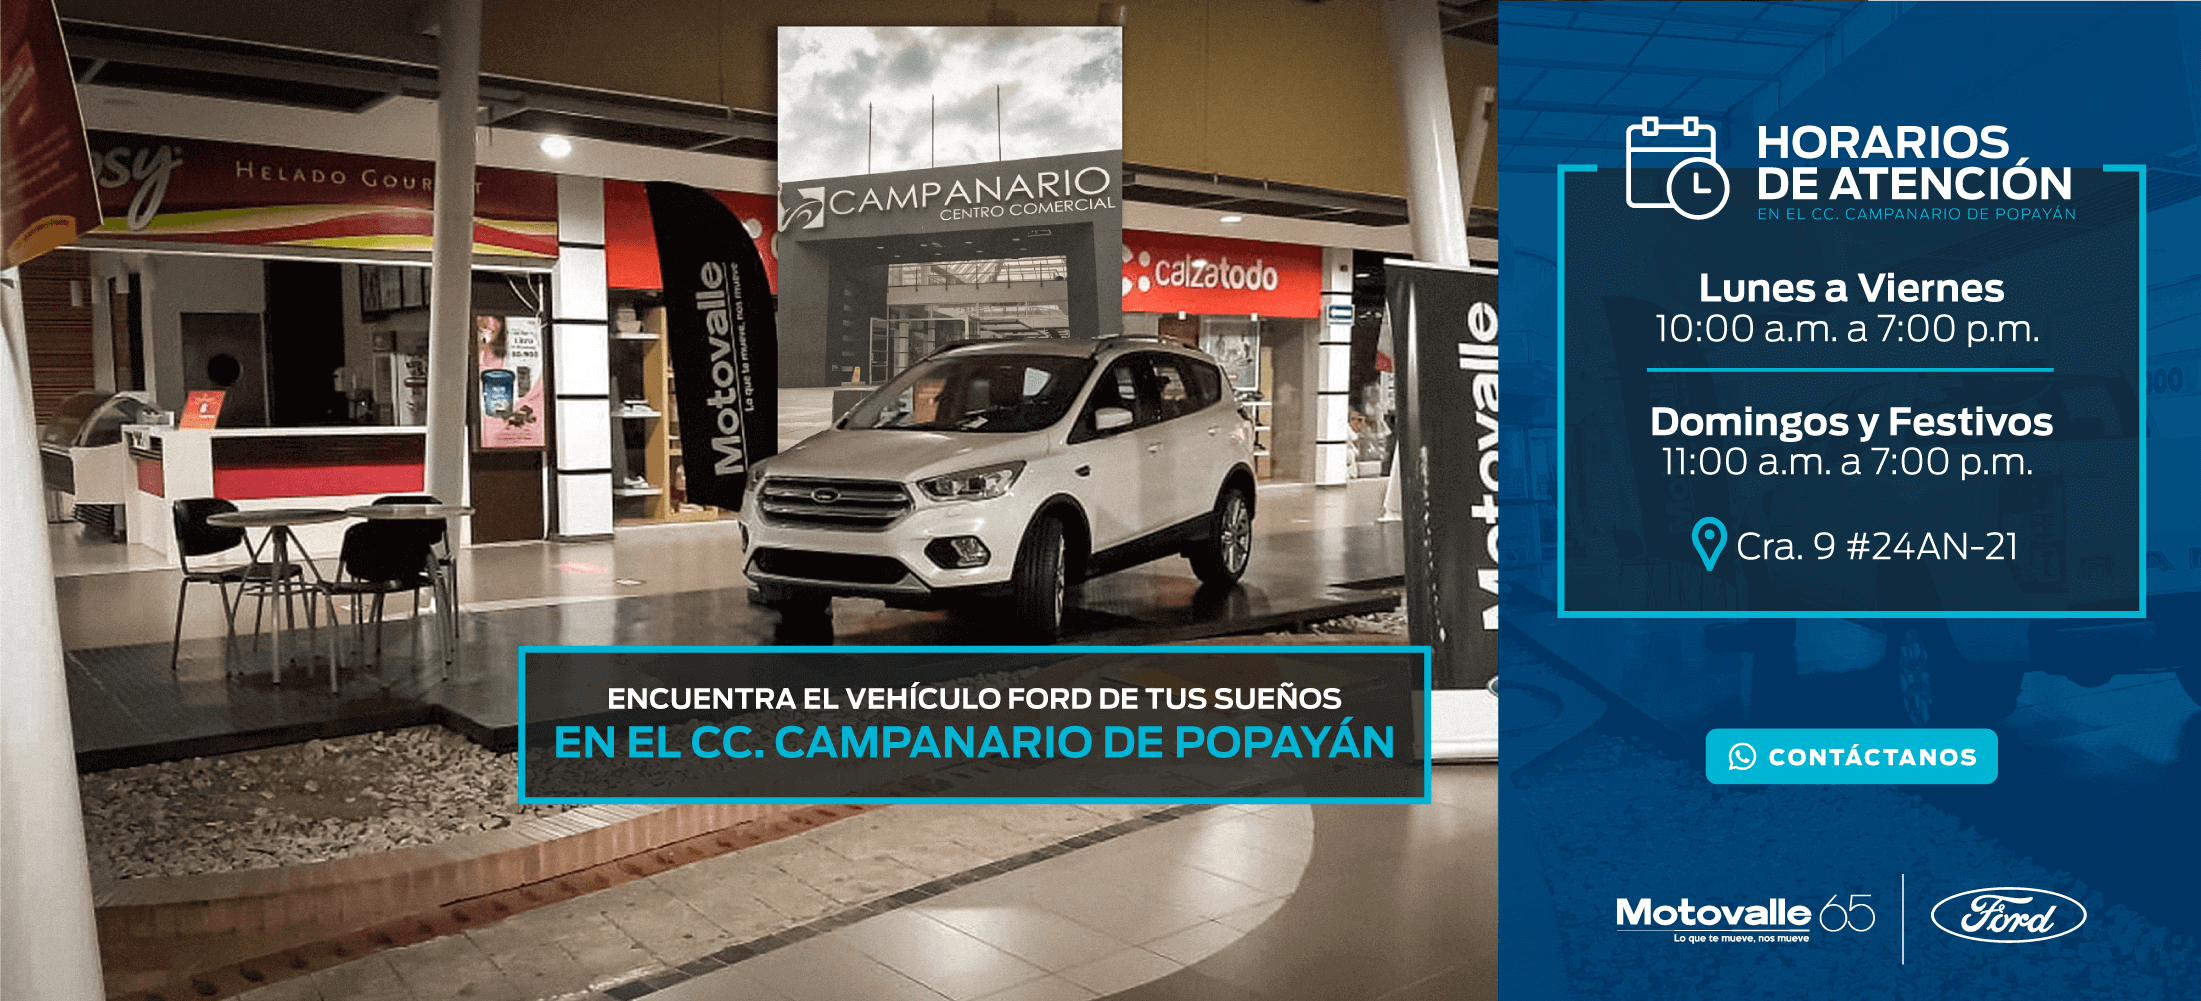 HELADO GOURMET
CAMPANARIO
CENTRO COMERCIAL
calzatodo
Motovalle
Lo que te mueve, nos mueve
Motovalle
ENCUENTRA EL VEHÍCULO FORD DE TUS SUEÑOS
EN EL CC. CAMPANARIO DE POPAYÁN
HORARIOS
DE ATENCIÓN
EN EL CC. CAMPANARIO DE POPAYÁN
Lunes a Viernes
10:00 a.m. a 7:00 p.m.
Domingos y Festivos
11:00 a.m. a 7:00 p.m.
Cra. 9 #24AN-21
CONTÁCTANOS
Motovalle 65
Lo que te mueve, nos mueve
Ford